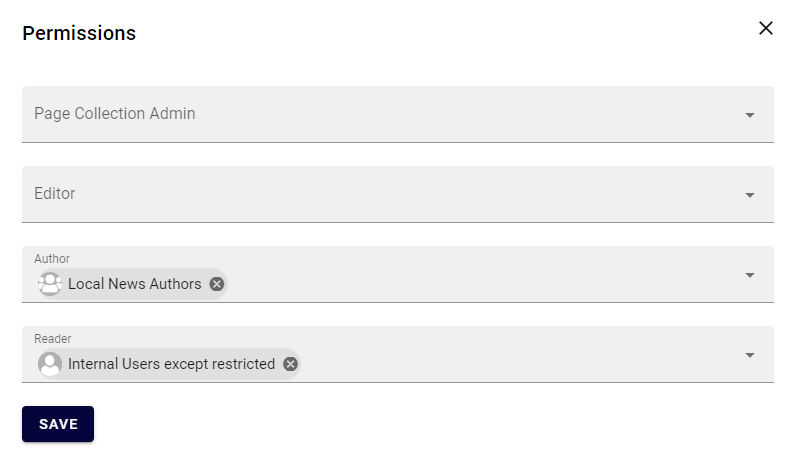 Permissions
Page Collection Admin
Editor
Author
Local News Authors
Reader
Internal Users except restricted
SAVE